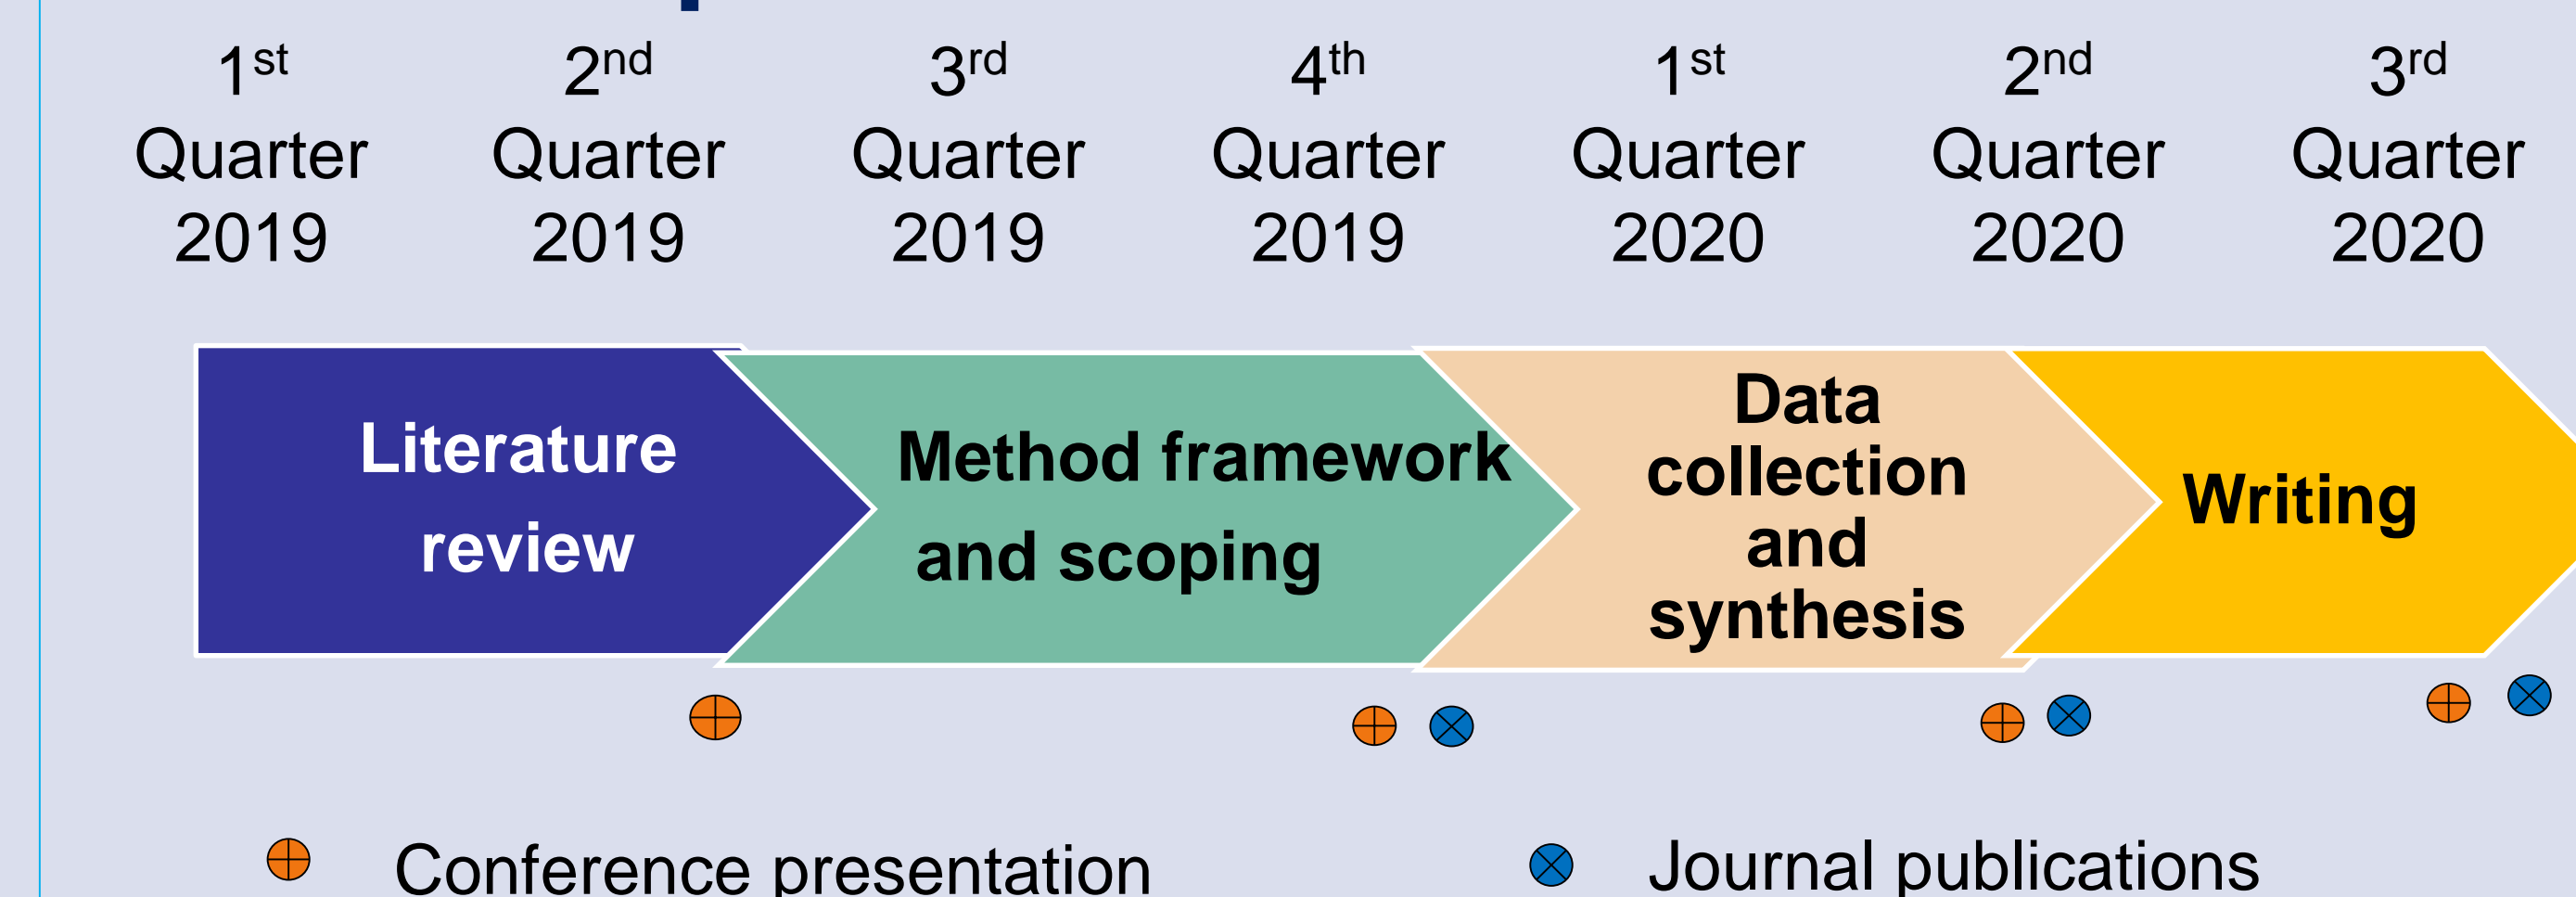 1st 2nd 3rd 4th 1st 2nd 3rd
Quarter Quarter Quarter Quarter Quarter Quarter Quarter
2019 2019 2019 2019 2020 2020 2020
Literature
review
Method framework
and scoping
Data
collection
and
synthesis
Writing
Conference presentation
Journal publications